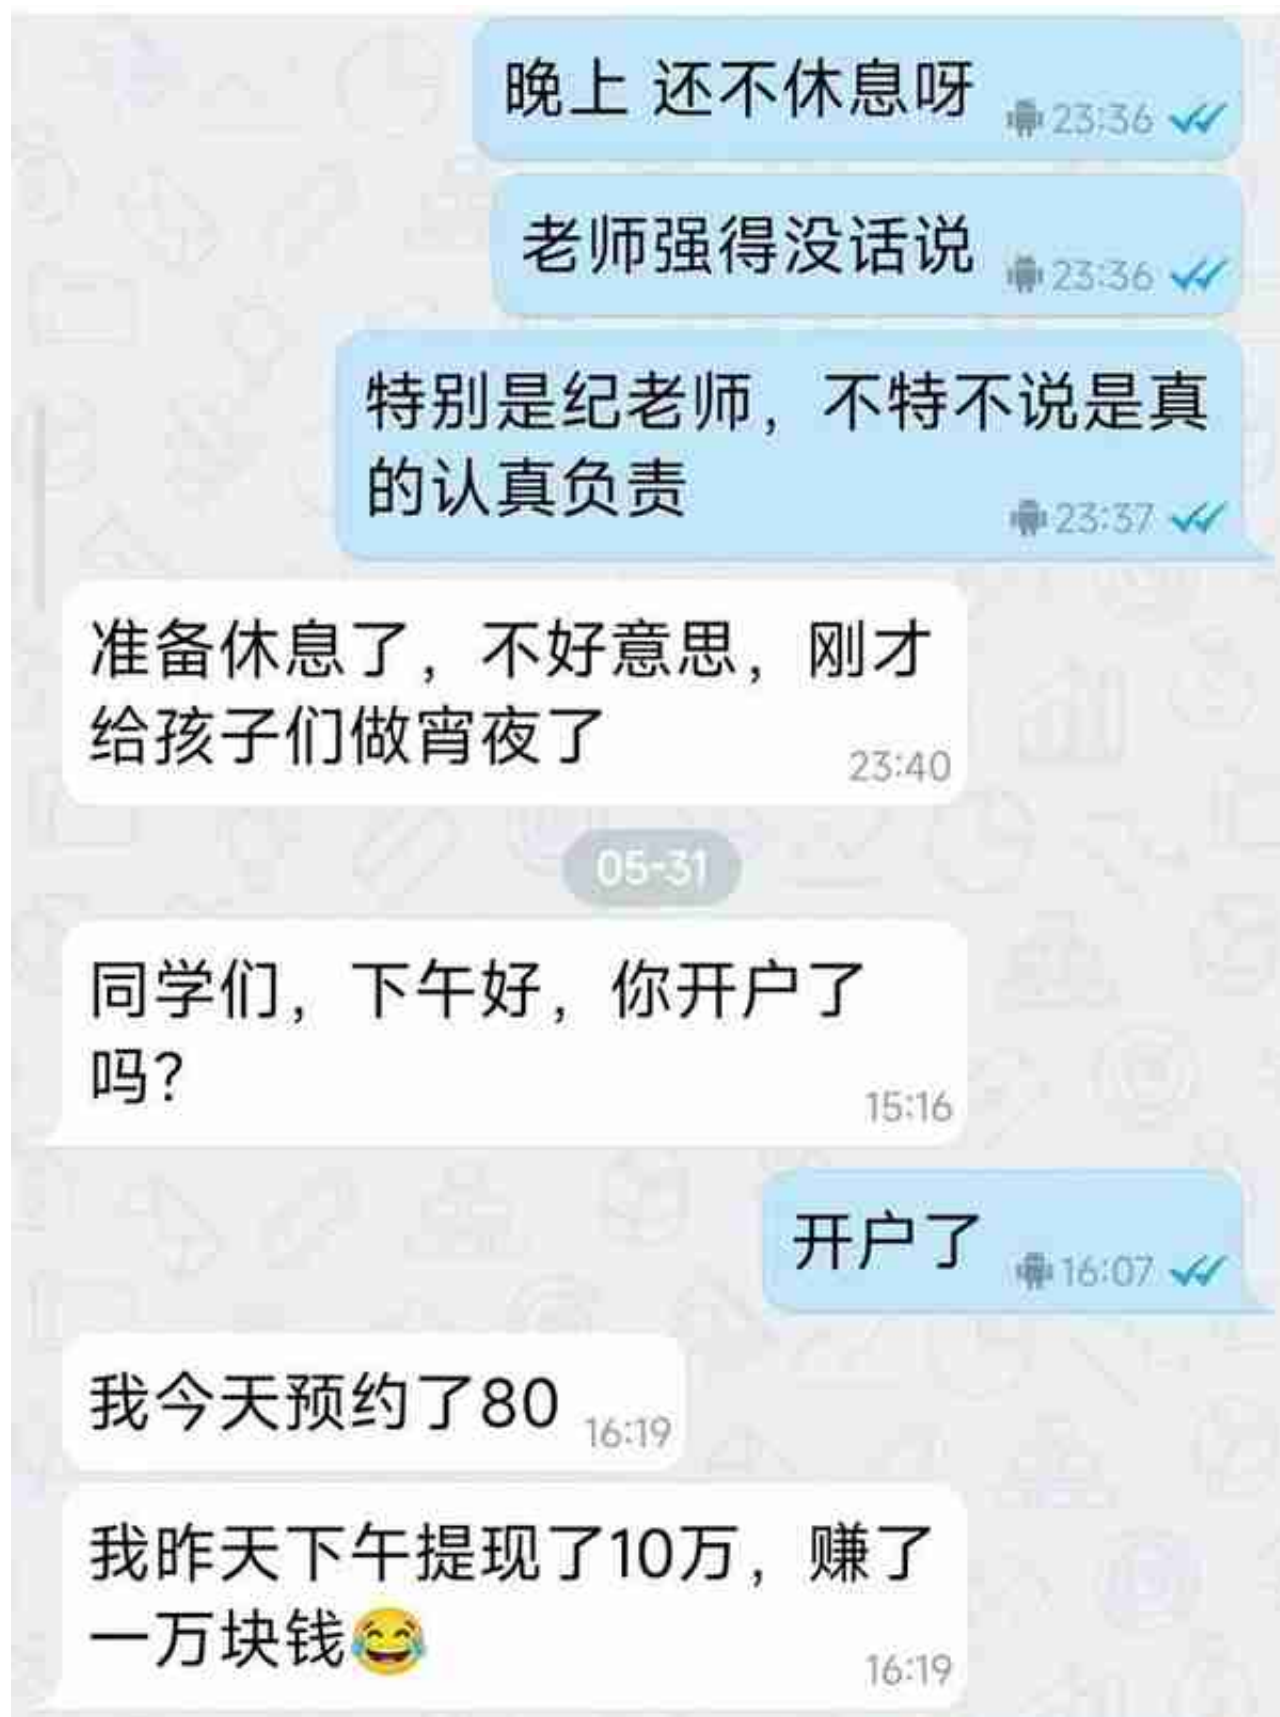 晚上 还不休息呀 23:36
老师强得没话说 23:36
特别是纪老师，不特不说是真
的认真负责 23:37
准备休息了，不好意思，刚才
给孩子们做宵夜了 23:40
05-31
同学们，下午好，你开户了
吗？ 15:16
开户了 16:07
我今天预约了80 16:19
我昨天下午提现了10万，赚了
一万块钱😂 16:19